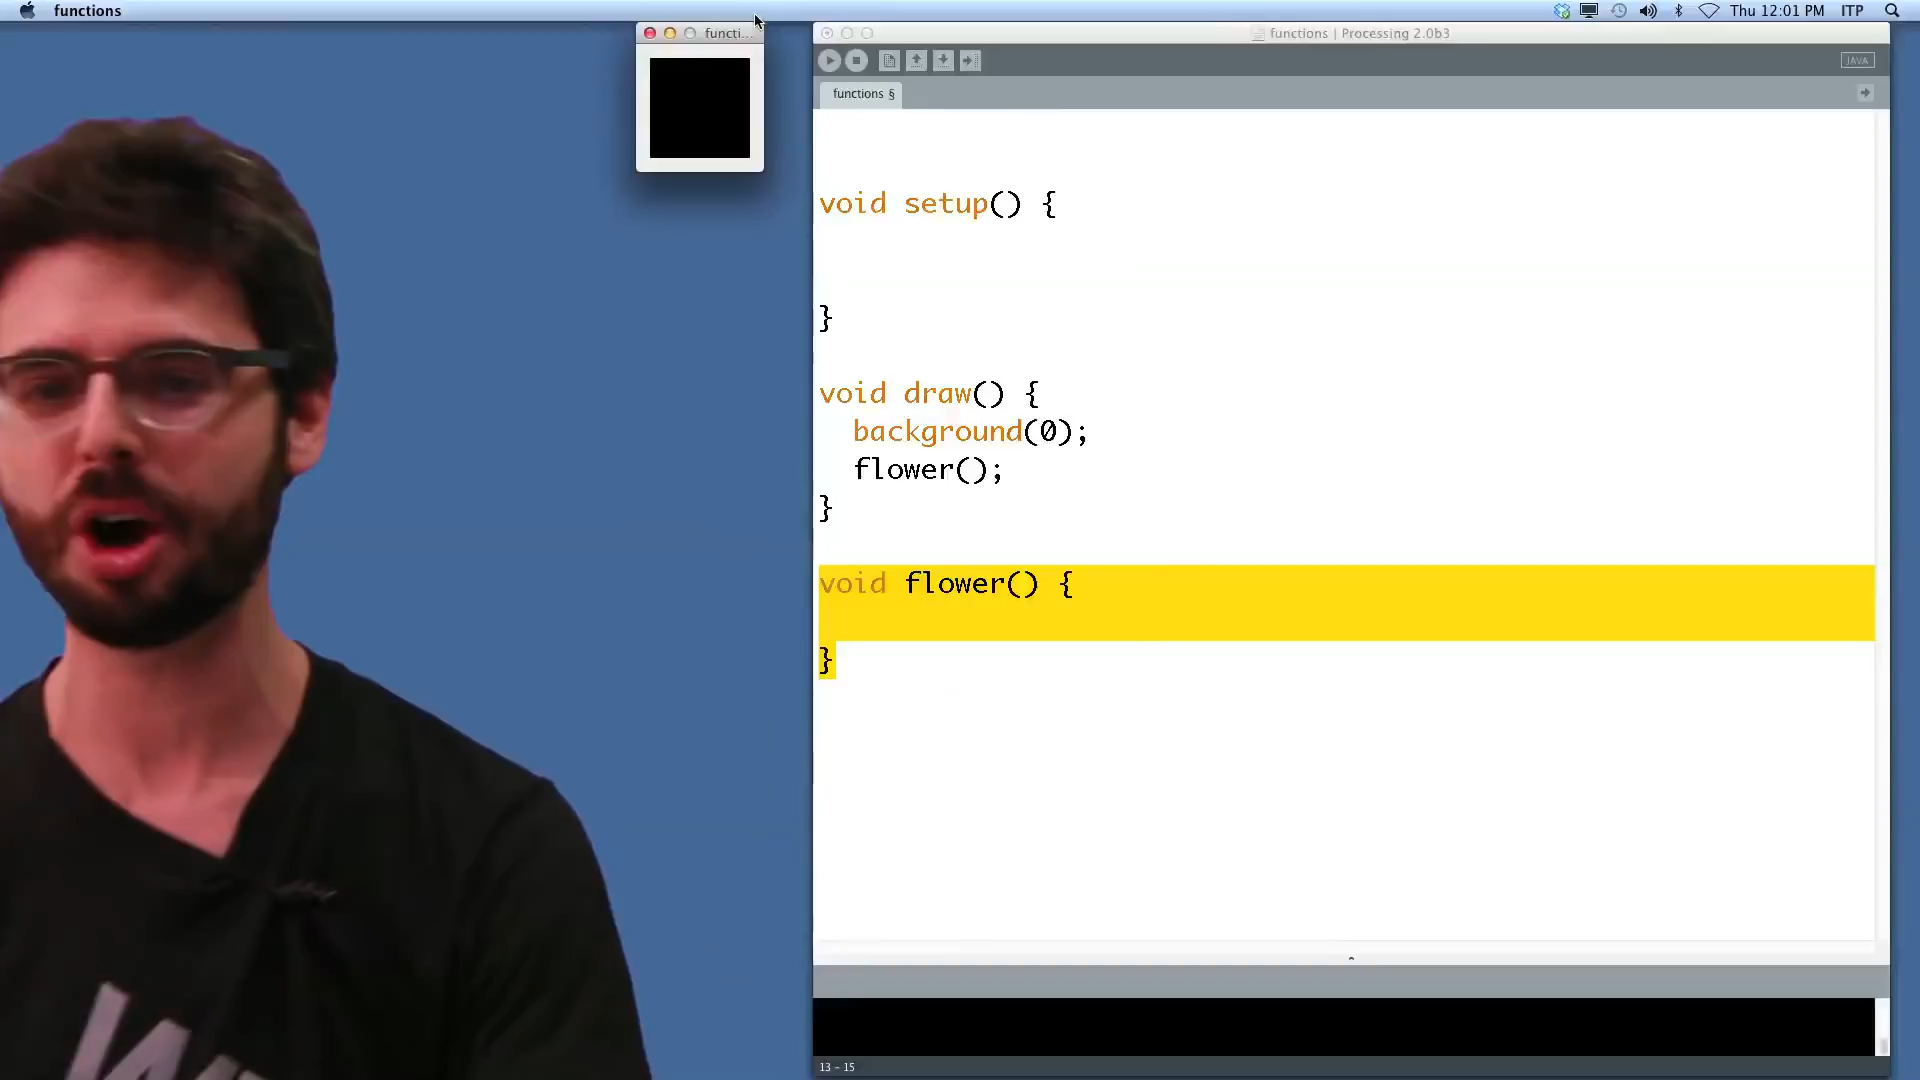 functions
Thu 12:01 PM ITP
functi...
functions | Processing 2.0b3
JAVA
functions §
void setup() {
}
void draw() {
background(0);
flower();
}
void flower() {
}
13 - 15